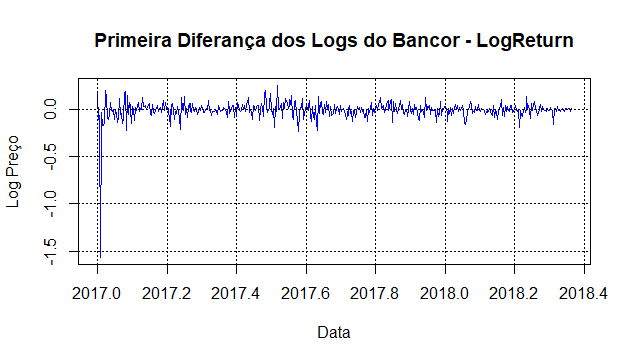 Primeira Diferança dos Logs do Bancor - LogReturn
Log Preço
0.0
-0.5
-1.0
-1.5
2017.0 2017.2 2017.4 2017.6 2017.8 2018.0 2018.2 2018.4
Data